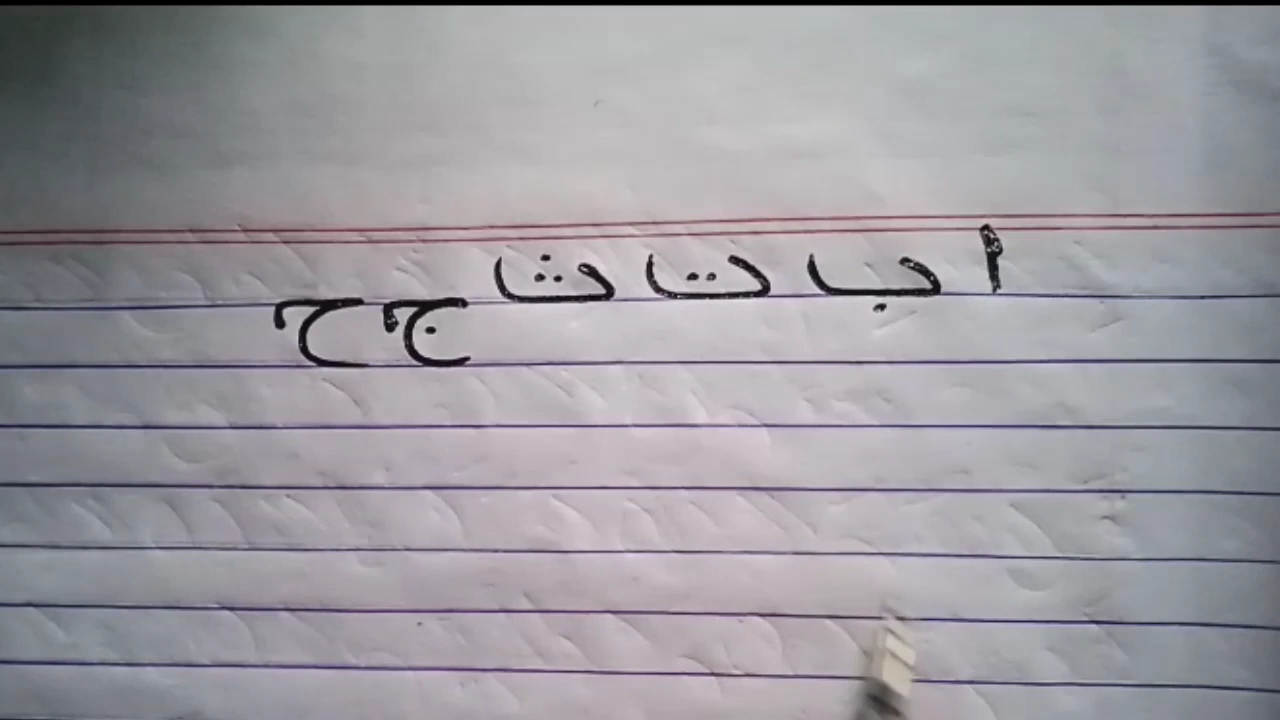 ا ب ت ث ج ح